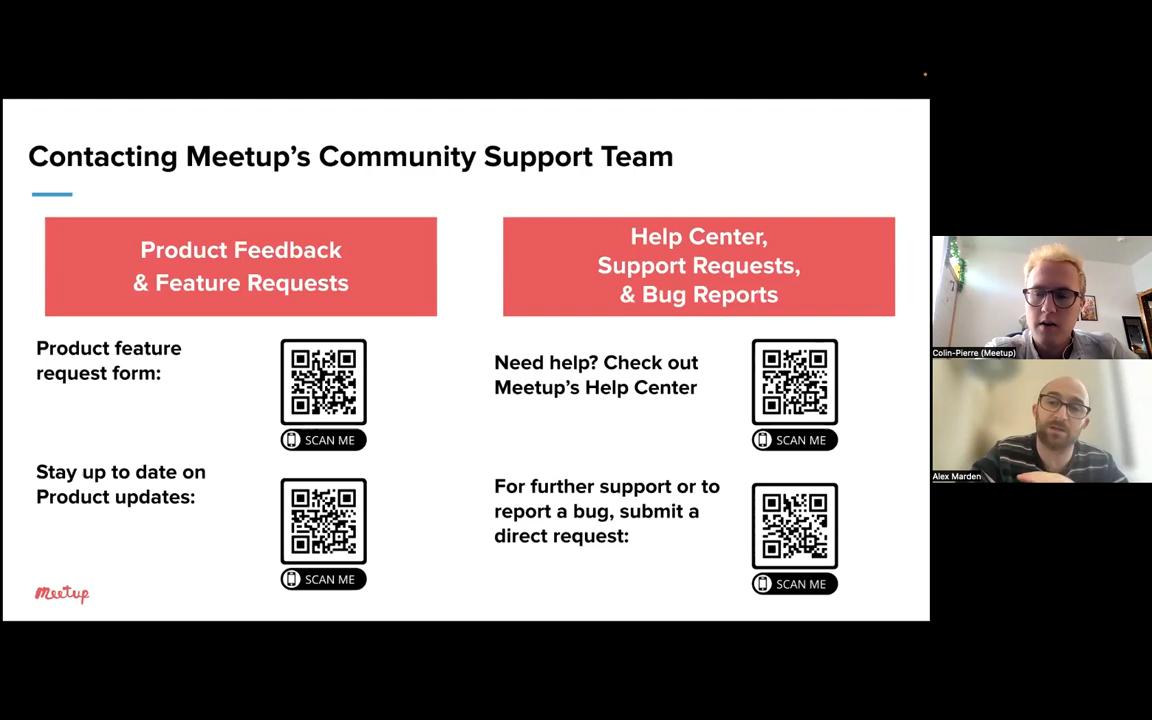 Contacting Meetup's Community Support Team
Product Feedback
& Feature Requests
Product feature
request form:
SCAN ME
Stay up to date on
Product updates:
SCAN ME
Help Center,
Support Requests,
& Bug Reports
Need help? Check out
Meetup's Help Center
SCAN ME
For further support or to
report a bug, submit a
direct request:
SCAN ME
meetup
Colin-Pierre (Meetup)
Alex Marden